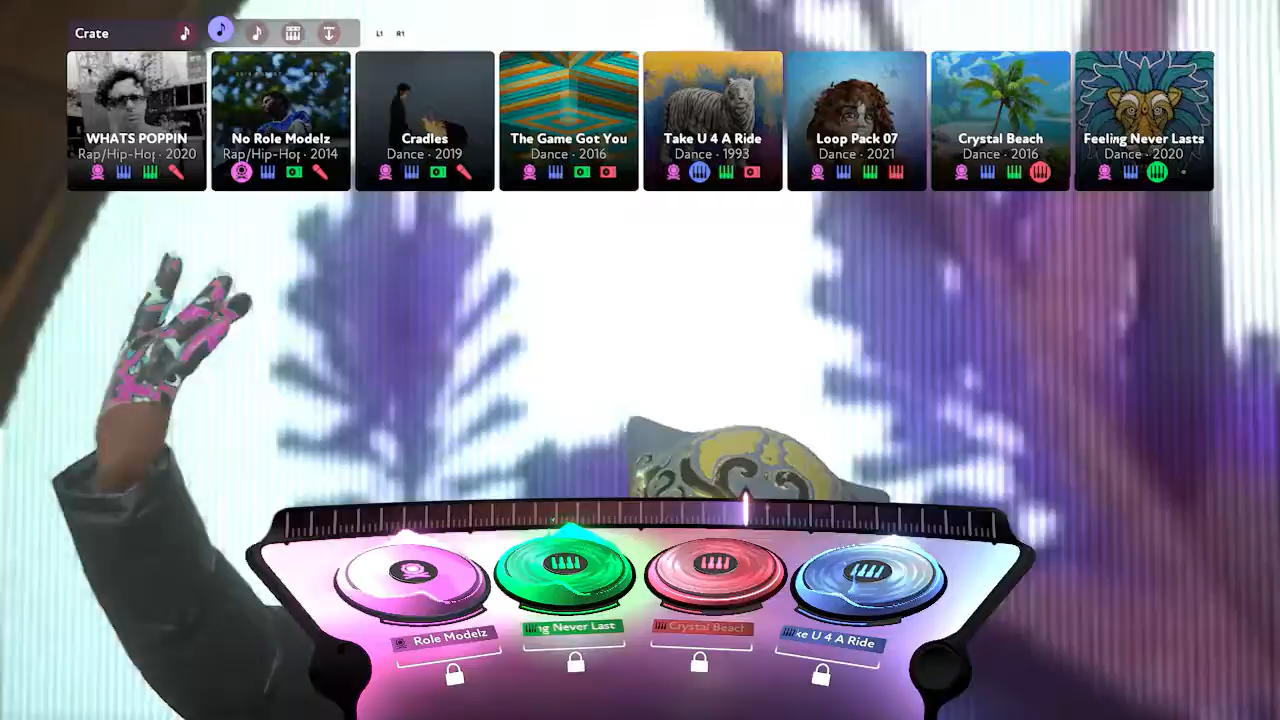 Crate
L1 R1
WHATS POPPIN
Rap/Hip-Ho · 2020
No Role Modelz
Rap/Hip-Ho · 2014
Cradles
Dance · 2019
The Game Got You
Dance · 2016
Take U 4 A Ride
Dance · 1993
Loop Pack 07
Dance · 2021
Crystal Beach
Dance · 2016
Feeling Never Lasts
Dance · 2020
Role Modelz
ng Never Last
Crystal Beach
ke U 4 A Ride